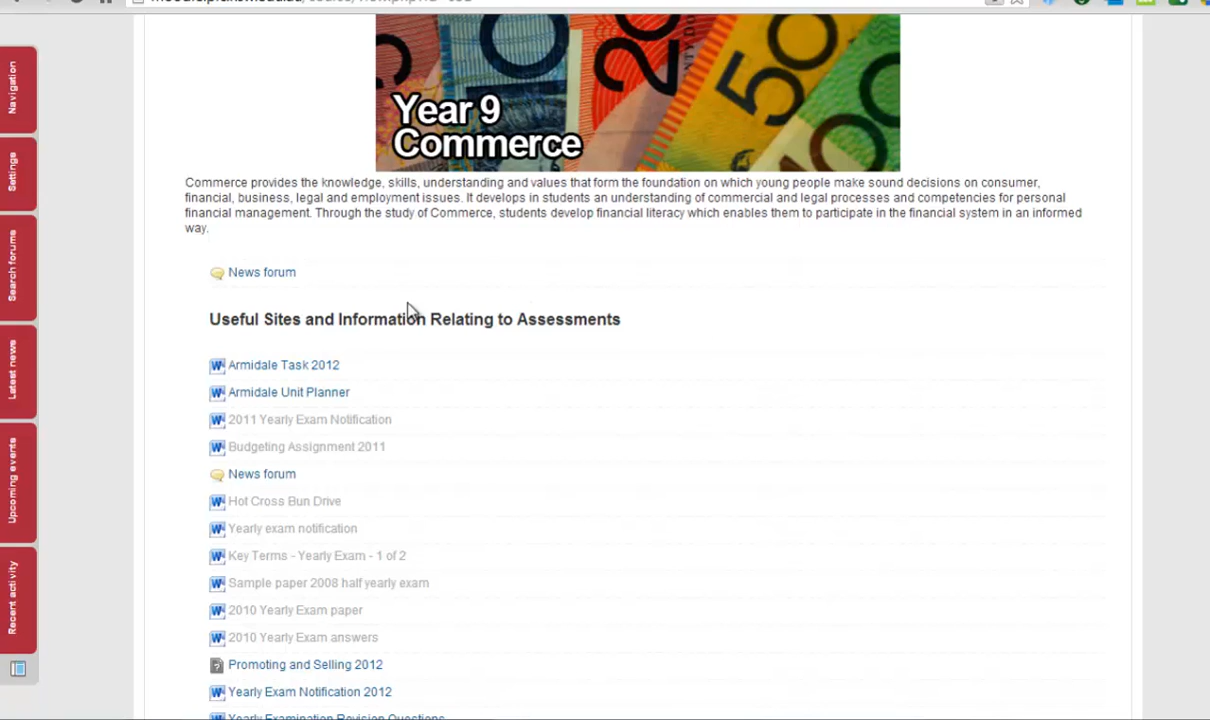 Year 9
Commerce
Commerce provides the knowledge, skills, understanding and values that form the foundation on which young people make sound decisions on consumer,
financial, business, legal and employment issues. It develops in students an understanding of commercial and legal processes and competencies for personal
financial management. Through the study of Commerce, students develop financial literacy which enables them to participate in the financial system in an informed
way.
News forum
Useful Sites and Information Relating to Assessments
Armidale Task 2012
Armidale Unit Planner
2011 Yearly Exam Notification
Budgeting Assignment 2011
News forum
Hot Cross Bun Drive
Yearly exam notification
Key Terms - Yearly Exam - 1 of 2
Sample paper 2008 half yearly exam
2010 Yearly Exam paper
2010 Yearly Exam answers
Promoting and Selling 2012
Yearly Exam Notification 2012
Yearly Examination Revision Questions
Navigation
Settings
Search forums
Latest news
Upcoming events
Recent activity